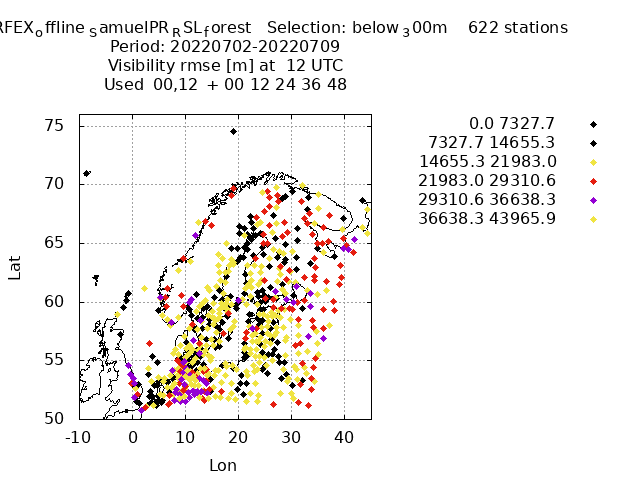 RFEXoffline SamuelPR RSLforest   Selection: below 300m    622 stations
Period: 20220702-20220709
Visibility rmse [m] at  12 UTC
Used  00,12  + 00 12 24 36 48
0.0 7327.7
7327.7 14655.3
14655.3 21983.0
21983.0 29310.6
29310.6 36638.3
36638.3 43965.9
75
70
65
60
55
50
Lat
-10 0 10 20 30 40
Lon